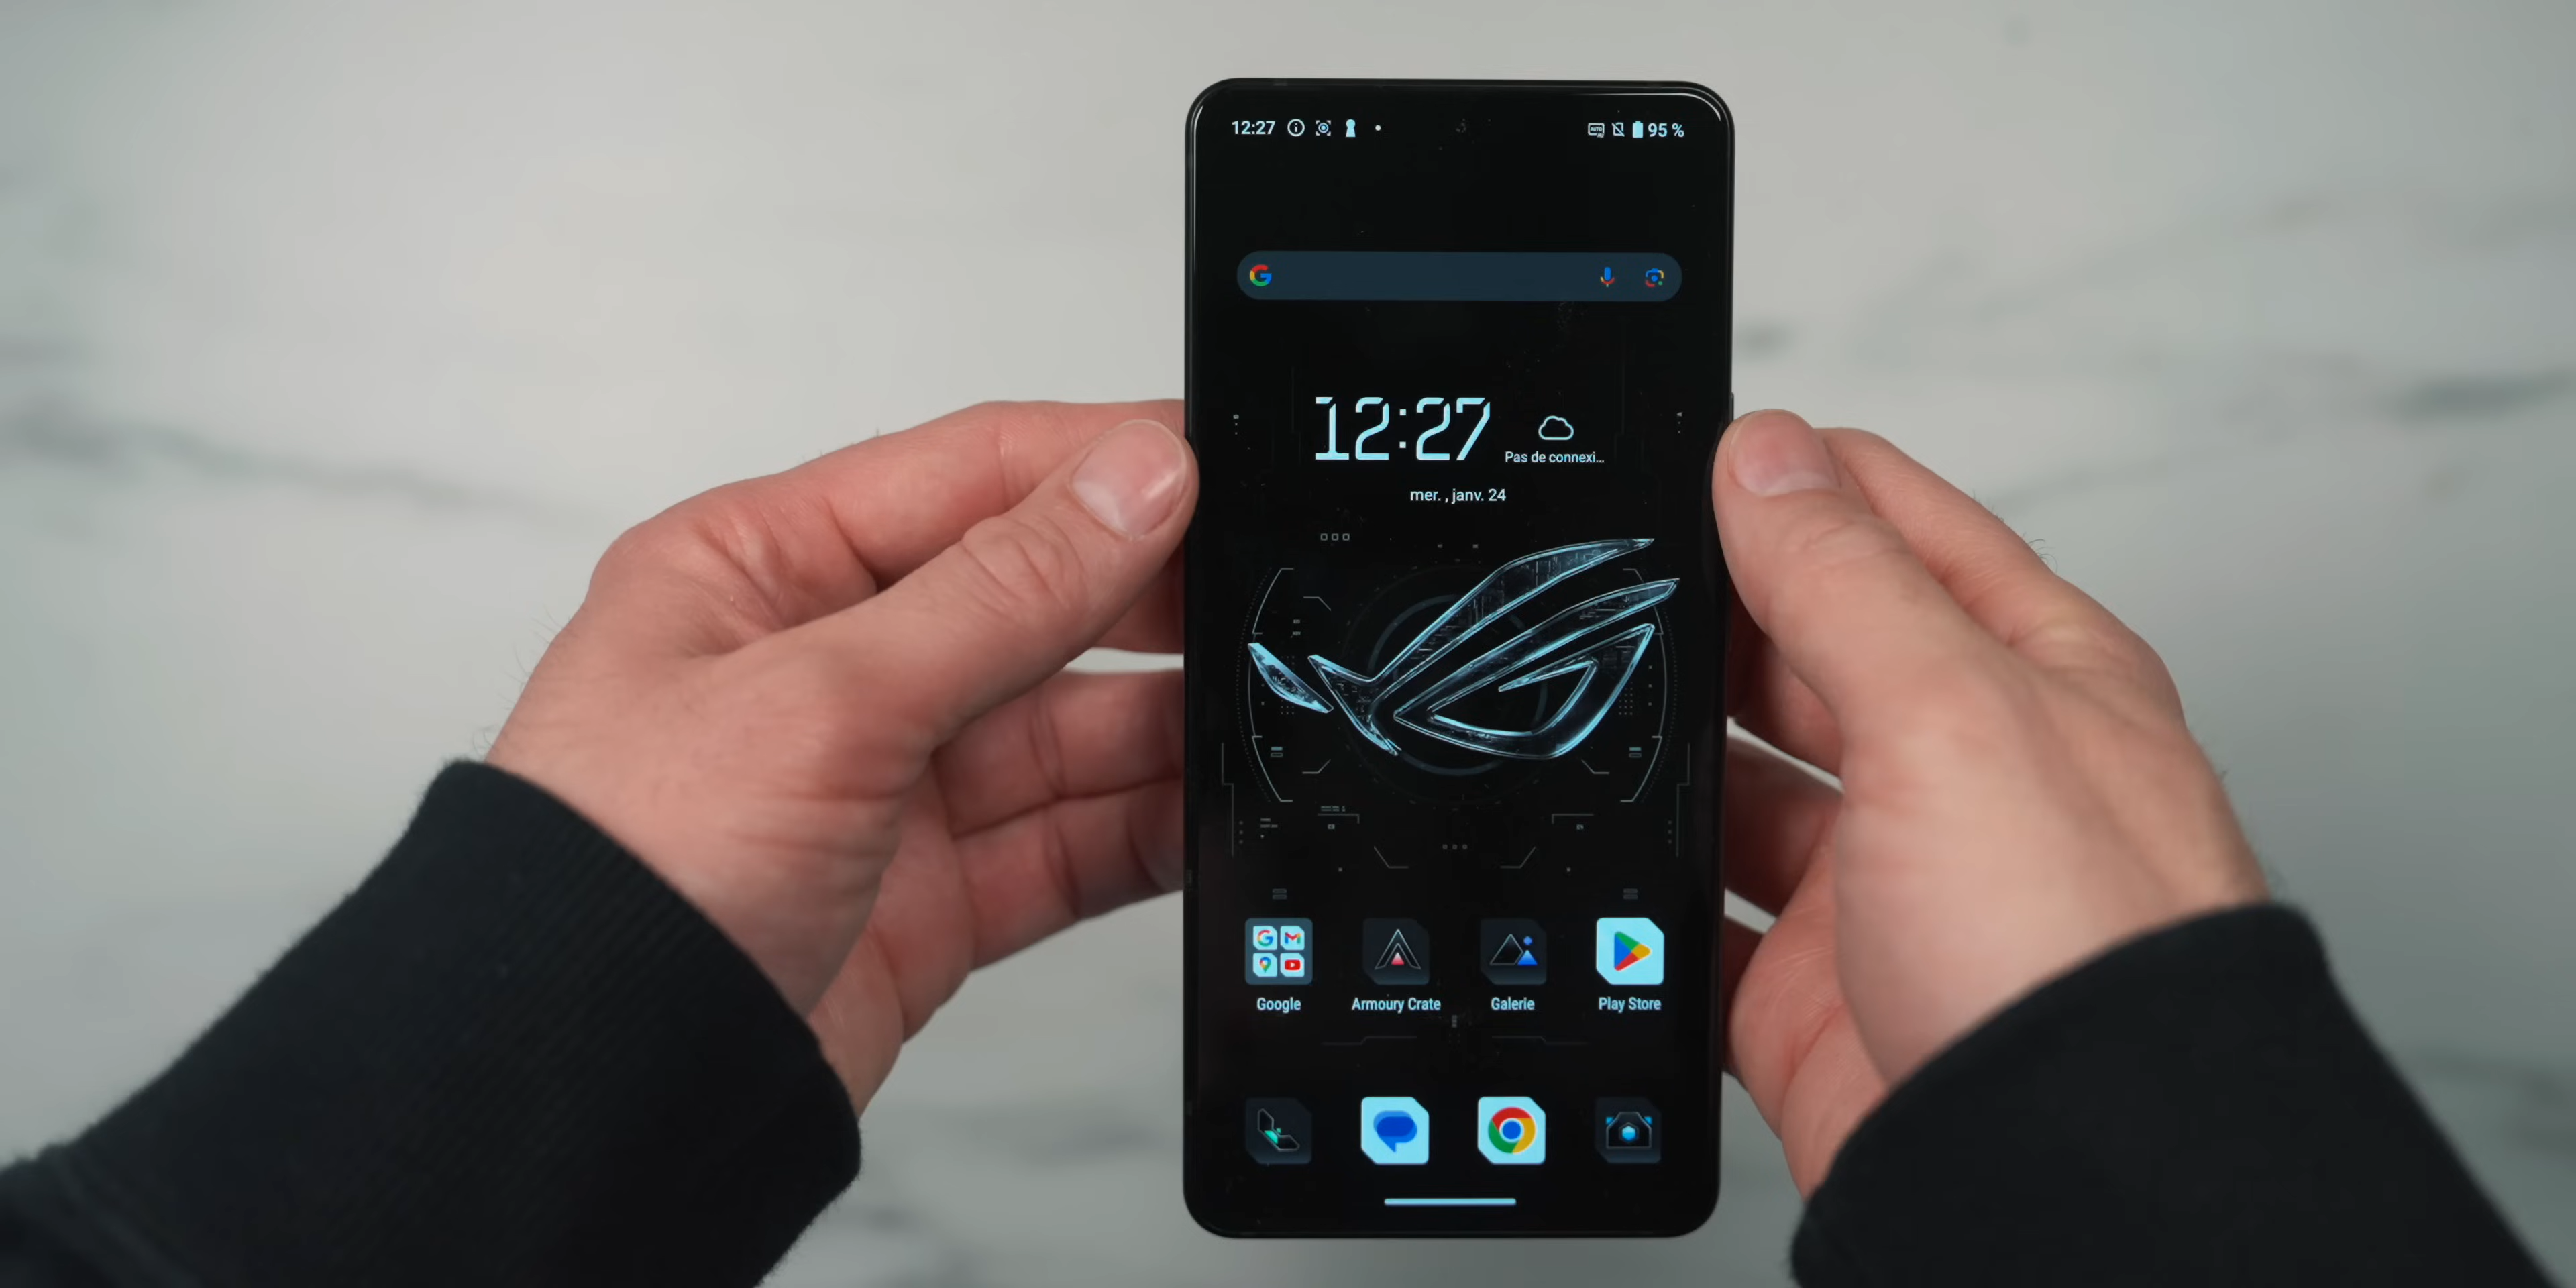 12:27
95 %
12:27
Pas de connexi...
mer. , janv. 24
Google
Armoury Crate
Galerie
Play Store